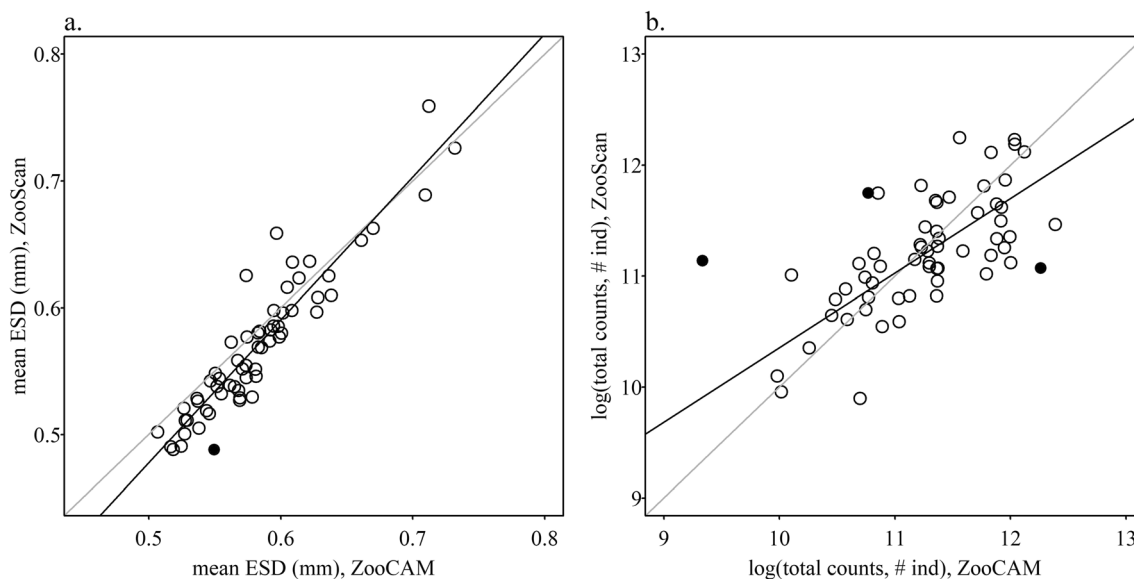 a.
0.8
0.7
0.6
0.5
mean ESD (mm), ZooScan
0.5 0.6 0.7 0.8
mean ESD (mm), ZooCAM
b.
13
12
11
10
9
log(total counts, # ind), ZooScan
9 10 11 12 13
log(total counts, # ind), ZooCAM